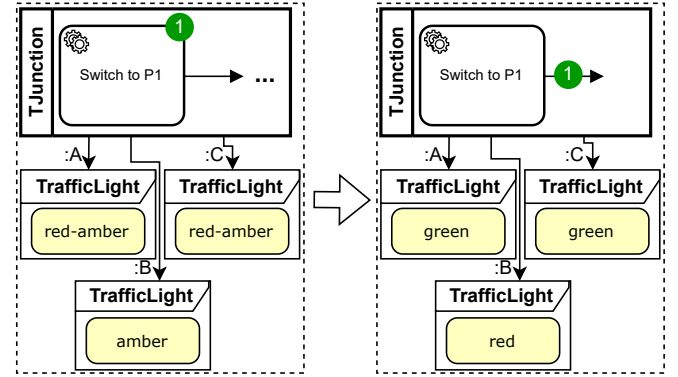 TJunction
1
Switch to P1
...
:A
:C
TrafficLight
red-amber
TrafficLight
red-amber
:B
TrafficLight
amber
TJunction
Switch to P1
1
:A
:C
TrafficLight
green
TrafficLight
green
:B
TrafficLight
red